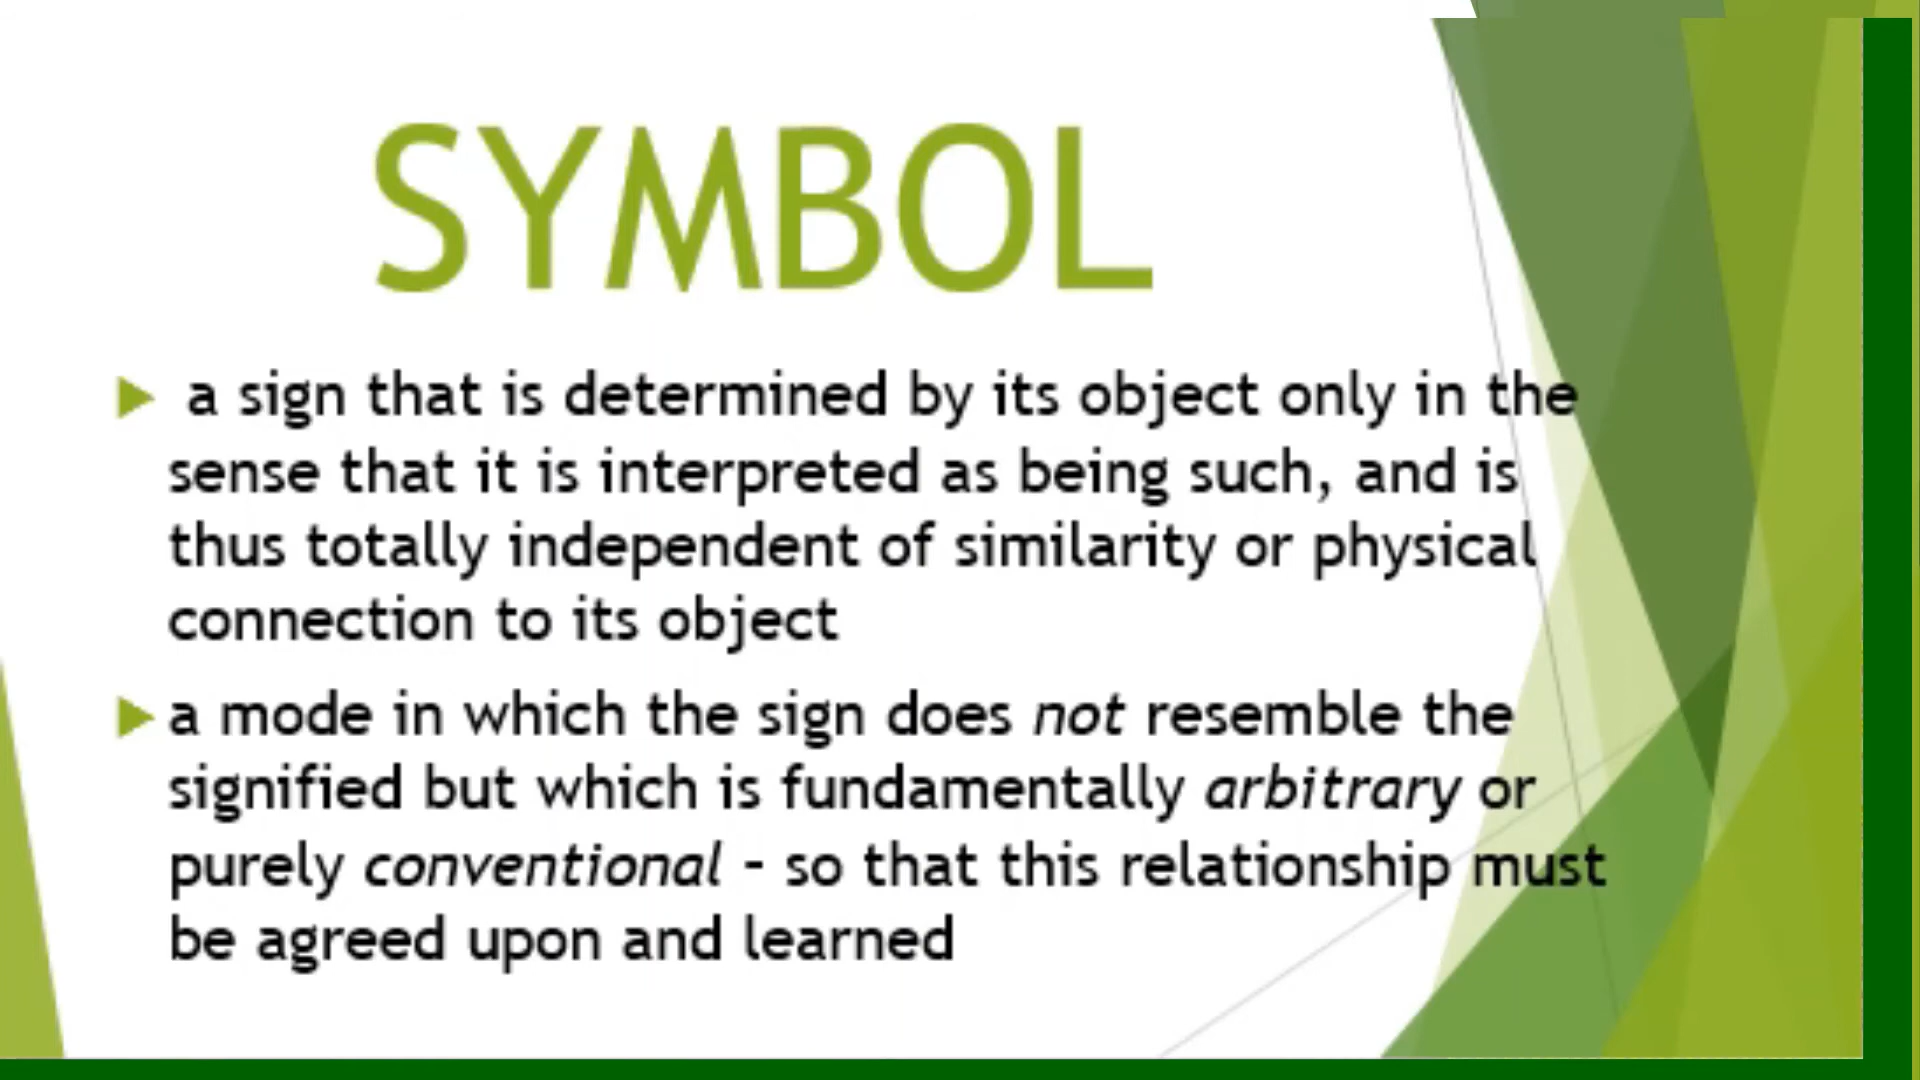 SYMBOL
a sign that is determined by its object only in the
sense that it is interpreted as being such, and is
thus totally independent of similarity or physical
connection to its object
a mode in which the sign does not resemble the
signified but which is fundamentally arbitrary or
purely conventional - so that this relationship must
be agreed upon and learned